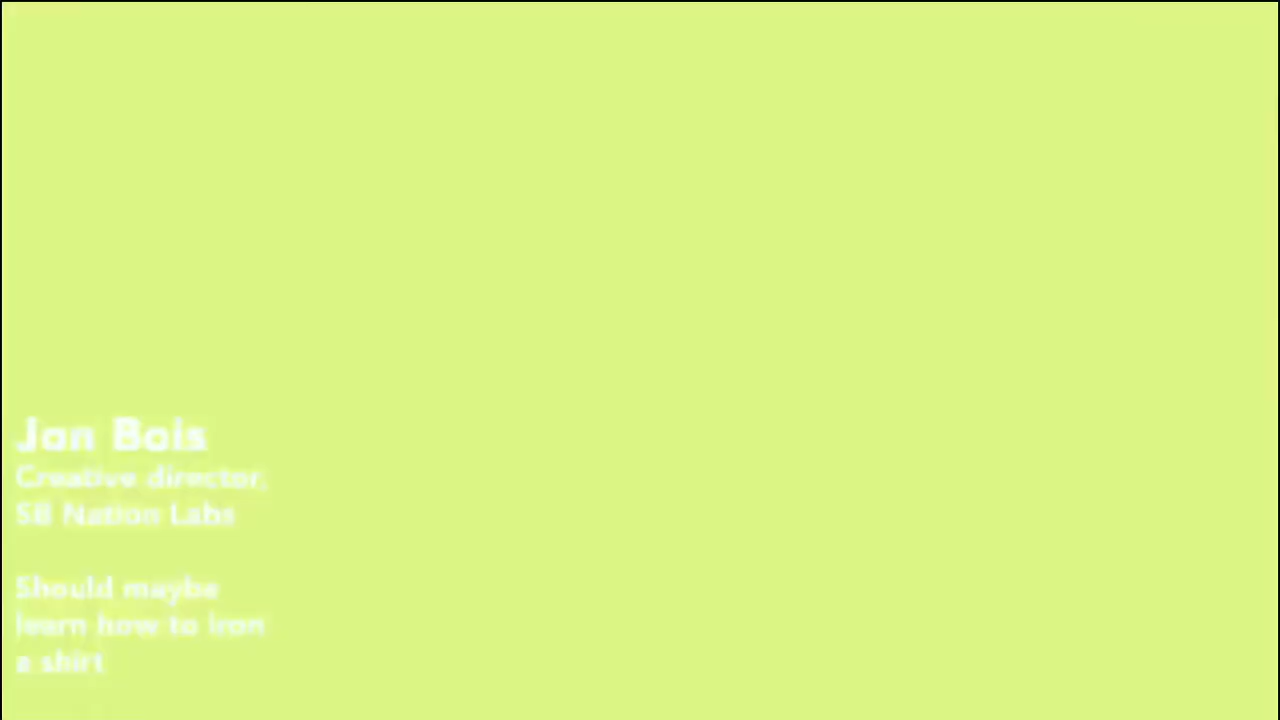 Jon Bois
Creative director,
SB Nation Labs
Should maybe
learn how to iron
a shirt